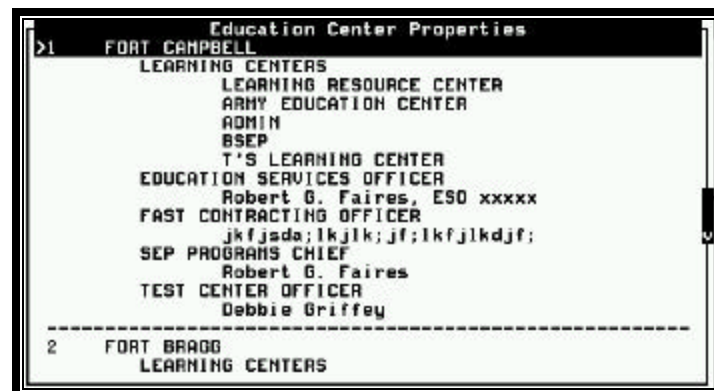 Education Center Properties
>1 FORT CAMPBELL
LEARNING CENTERS
LEARNING RESOURCE CENTER
ARMY EDUCATION CENTER
ADMIN
BSEP
T'S LEARNING CENTER
EDUCATION SERVICES OFFICER
Robert G. Faires, ESO xxxxx
FAST CONTRACTING OFFICER
jkfjsda;lkjlk;jf;lkfjlkdjf;
SEP PROGRAMS CHIEF
Robert G. Faires
TEST CENTER OFFICER
Debbie Griffey
2 FORT BRAGG
LEARNING CENTERS